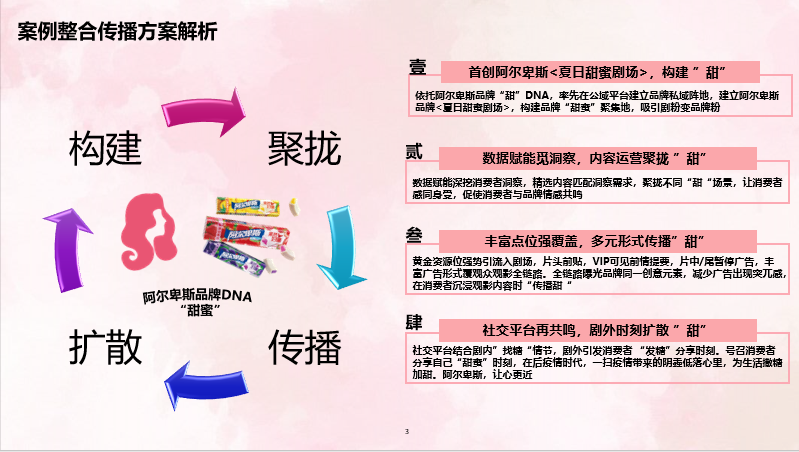 案例整合传播方案解析
构建
聚拢
阿尔卑斯
阿尔卑斯
阿尔卑斯
阿尔卑斯品牌DNA
“甜蜜”
扩散
传播
壹
首创阿尔卑斯<夏日甜蜜剧场>，构建 ”甜”
依托阿尔卑斯品牌“甜”DNA，率先在公域平台建立品牌私域阵地，建立阿尔卑斯
品牌<夏日甜蜜剧场>，构建品牌“甜蜜”聚集地，吸引剧粉变品牌粉
贰
数据赋能觅洞察，内容运营聚拢 ”甜”
数据赋能深挖消费者洞察，精选内容匹配洞察需求，聚拢不同“甜“场景，让消费者
感同身受，促使消费者与品牌情感共鸣
叁
丰富点位强覆盖，多元形式传播”甜”
黄金资源位强势引流入剧场，片头前贴，VIP可见前情提要，片中/尾暂停广告，丰
富广告形式覆观众观影全链路。全链路曝光品牌同一创意元素，减少广告出现突兀感，
在消费者沉浸观影内容时“传播甜“
肆
社交平台再共鸣，剧外时刻扩散 ”甜”
社交平台结合剧内”找糖“情节，剧外引发消费者 “发糖”分享时刻。号召消费者
分享自己“甜蜜”时刻，在后疫情时代，一扫疫情带来的阴霾低落心里，为生活撒糖
加甜。阿尔卑斯，让心更近
3